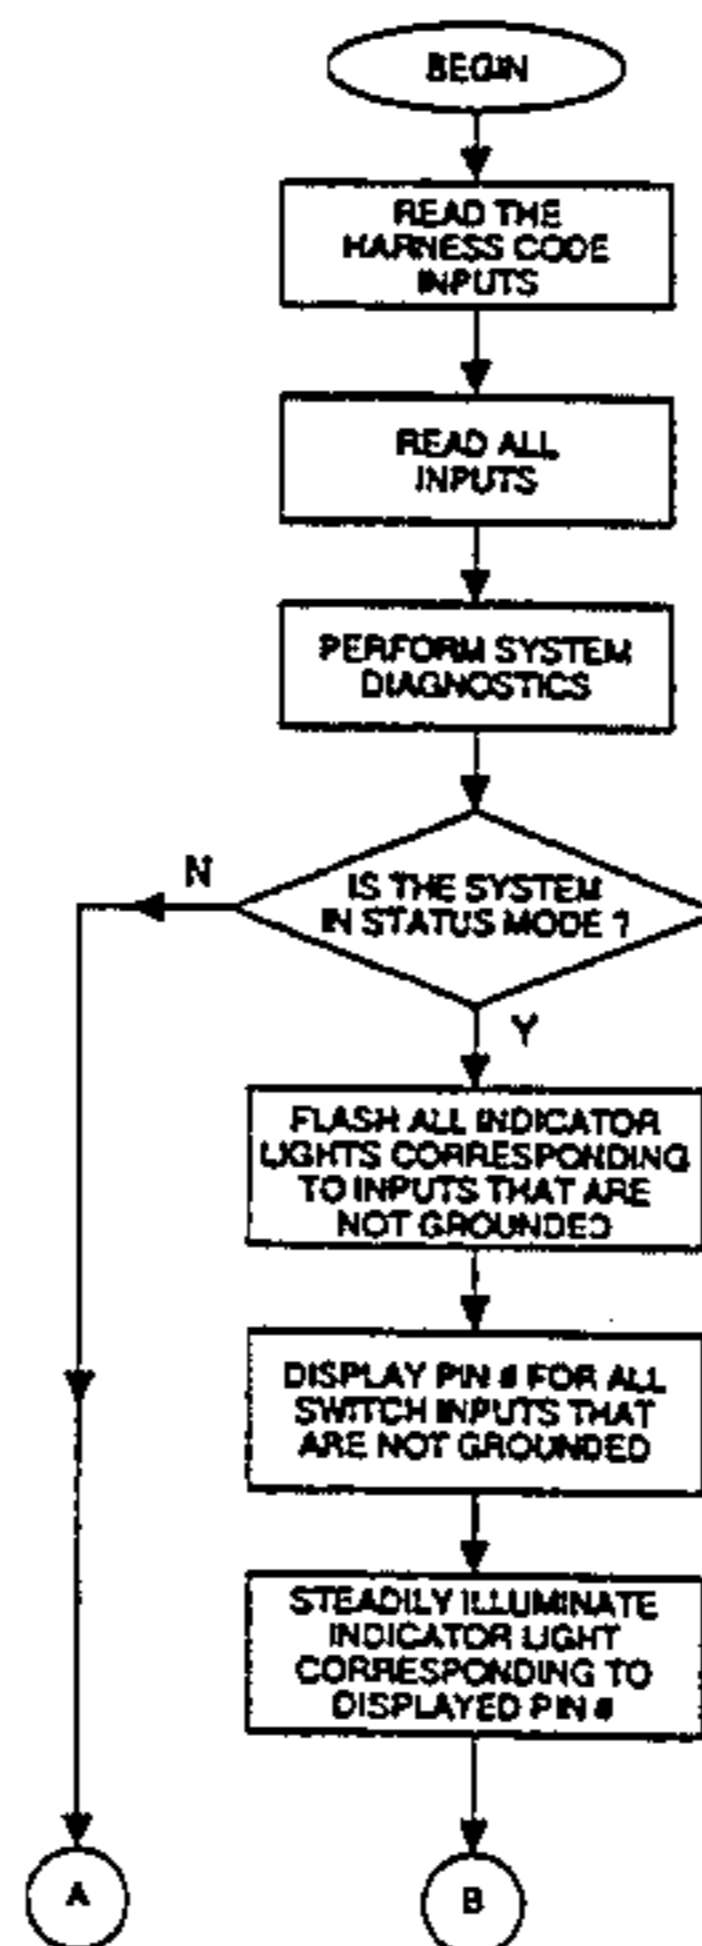 BEGIN
READ THE
HARNESS CODE
INPUTS
READ ALL
INPUTS
PERFORM SYSTEM
DIAGNOSTICS
N
IS THE SYSTEM
IN STATUS MODE ?
Y
FLASH ALL INDICATOR
LIGHTS CORRESPONDING
TO INPUTS THAT ARE
NOT GROUNDED
DISPLAY PIN # FOR ALL
SWITCH INPUTS THAT
ARE NOT GROUNDED
STEADILY ILLUMINATE
INDICATOR LIGHT
CORRESPONDING TO
DISPLAYED PIN #
A
B